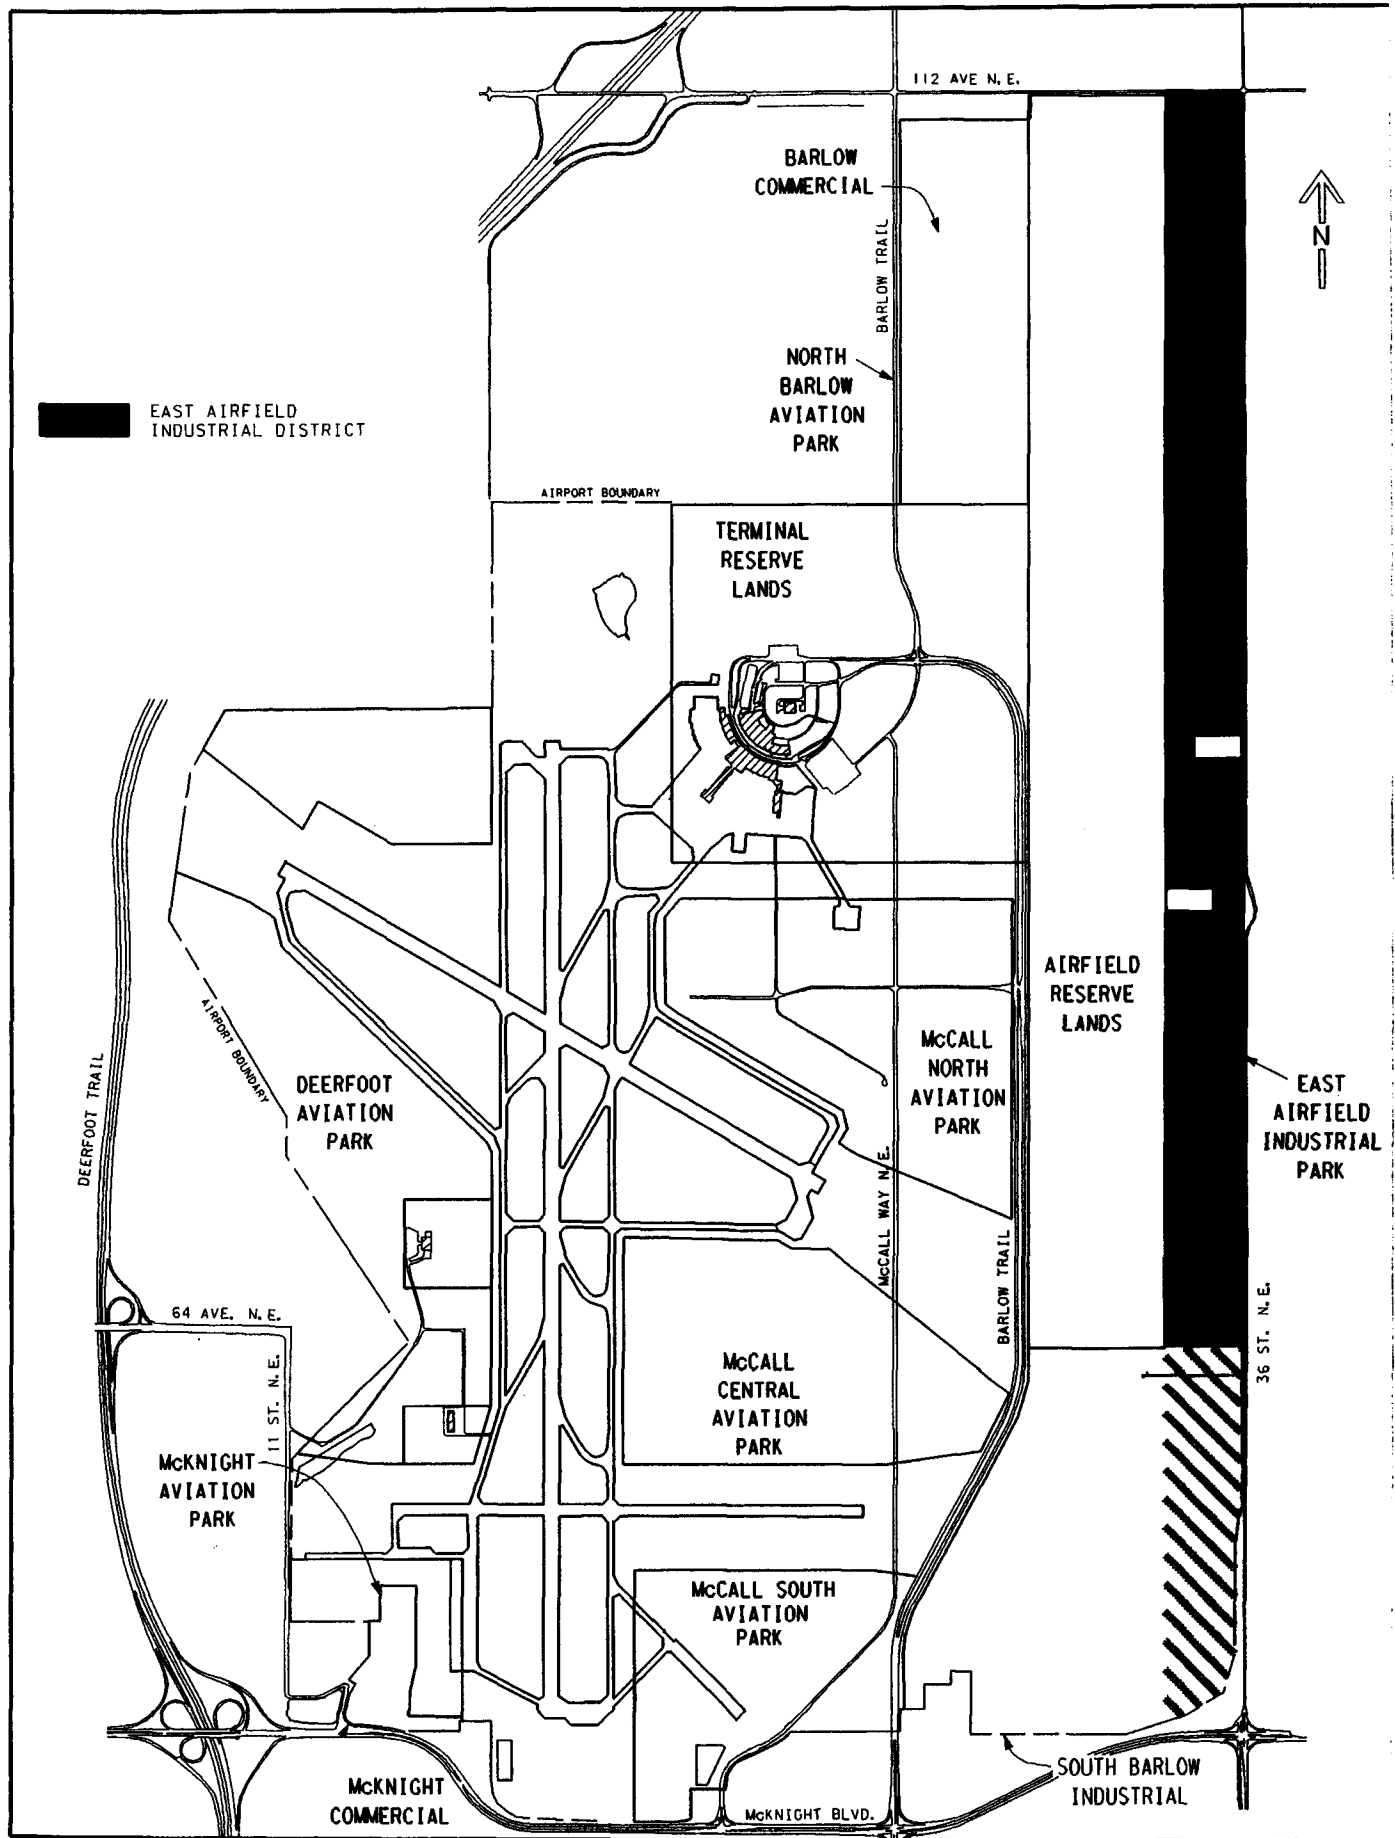 112 AVE N.E.
BARLOW
COMMERCIAL
N
BARLOW TRAIL
NORTH
BARLOW
AVIATION
PARK
EAST AIRFIELD
INDUSTRIAL DISTRICT
AIRPORT BOUNDARY
TERMINAL
RESERVE
LANDS
AIRFIELD
RESERVE
LANDS
AIRPORT BOUNDARY
McCALL
NORTH
AVIATION
PARK
DEERFOOT TRAIL
DEERFOOT
AVIATION
PARK
EAST
AIRFIELD
INDUSTRIAL
PARK
McCALL WAY N.E.
BARLOW TRAIL
64 AVE. N.E.
36 ST. N.E.
11 ST. N.E.
McCALL
CENTRAL
AVIATION
PARK
McKNIGHT
AVIATION
PARK
McCALL SOUTH
AVIATION
PARK
SOUTH BARLOW
INDUSTRIAL
McKNIGHT
COMMERCIAL
McKNIGHT BLVD.